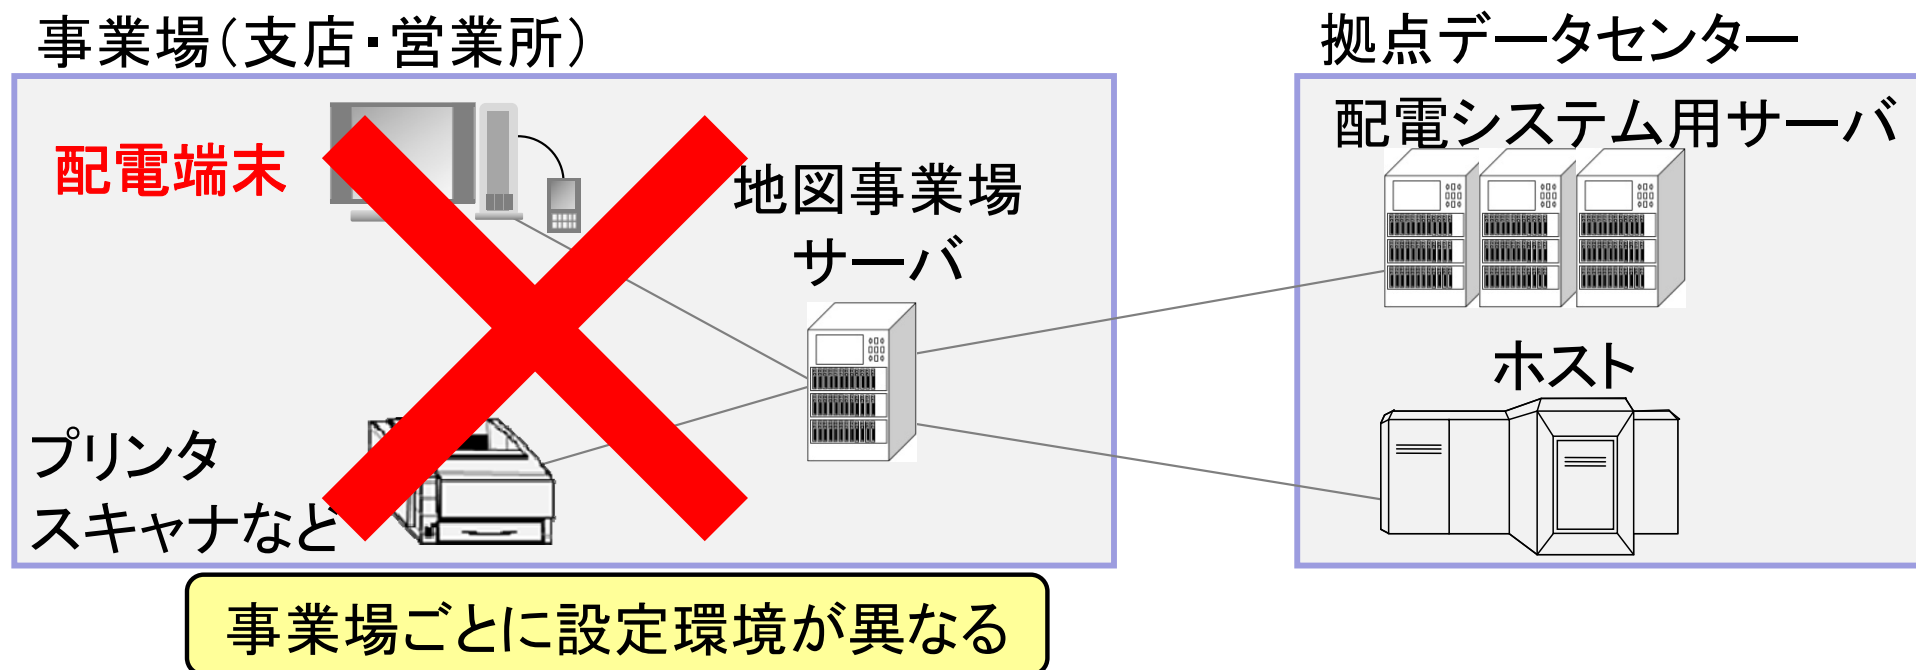 事業場(支店・営業所)
拠点データセンター
配電端末
地図事業場
サーバ
配電システム用サーバ
ホスト
プリンタ
スキャナなど
事業場ごとに設定環境が異なる